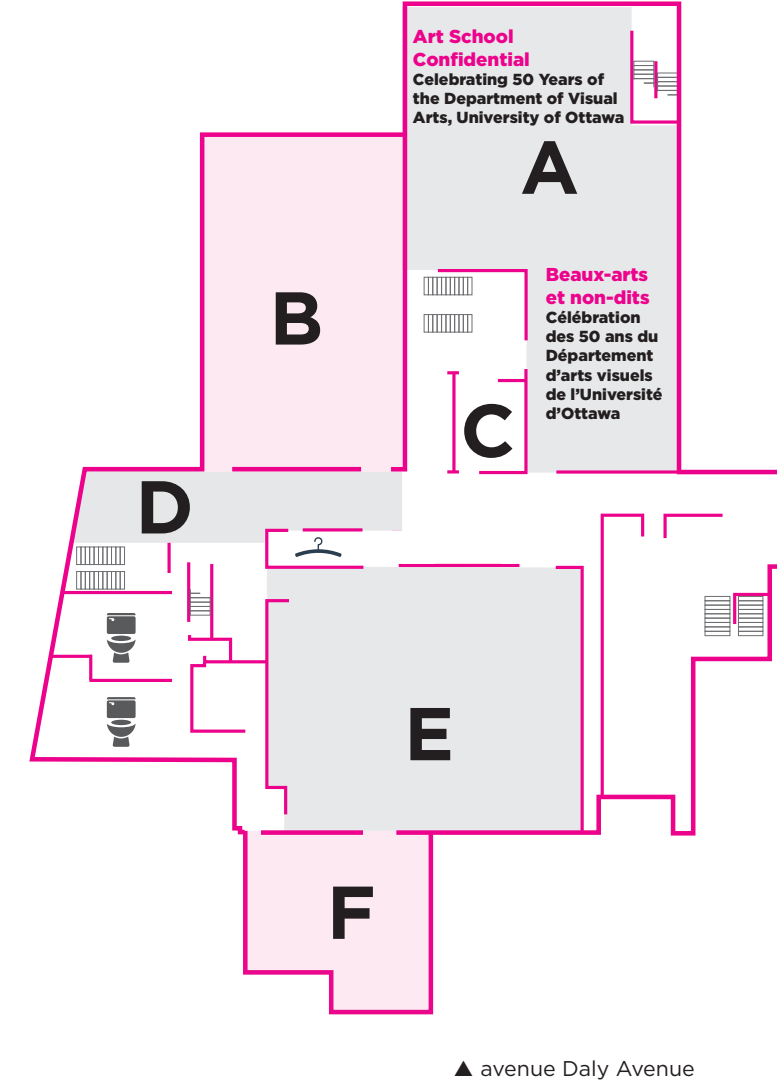 Art School
Confidential
Celebrating 50 Years of
the Department of Visual
Arts, University of Ottawa
A
B
Beaux-arts
et non-dits
Célébration
des 50 ans du
Département
d’arts visuels
de l’Université
d’Ottawa
C
D
E
F
▲ avenue Daly Avenue